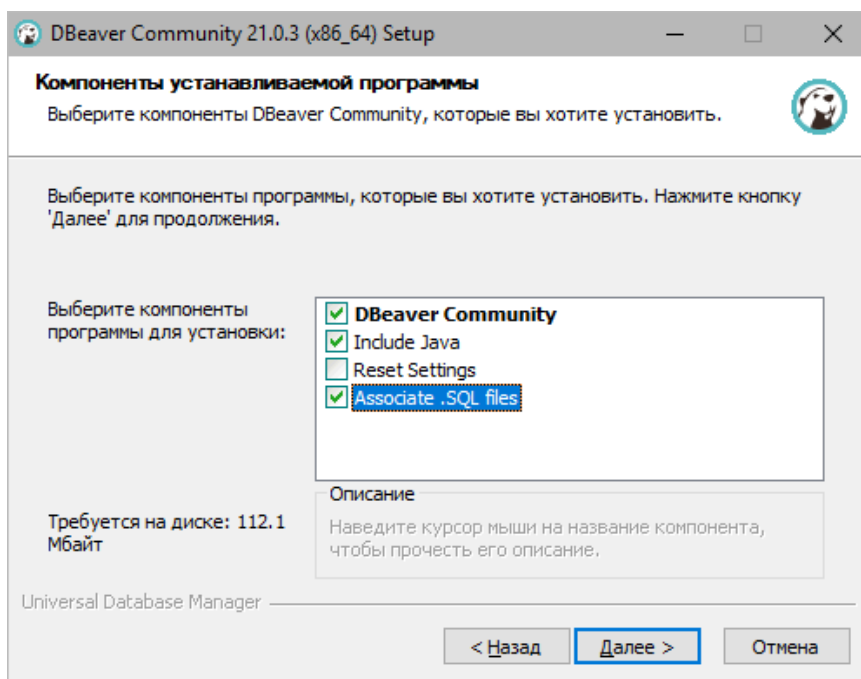 DBeaver Community 21.0.3 (x86_64) Setup
Компоненты устанавливаемой программы
Выберите компоненты DBeaver Community, которые вы хотите установить.
Выберите компоненты программы, которые вы хотите установить. Нажмите кнопку
'Далее' для продолжения.
Выберите компоненты
программы для установки:
DBeaver Community
Include Java
Reset Settings
Associate .SQL files
Требуется на диске: 112.1
Мбайт
Описание
Наведите курсор мыши на название компонента,
чтобы прочесть его описание.
Universal Database Manager
< Назад
Далее >
Отмена